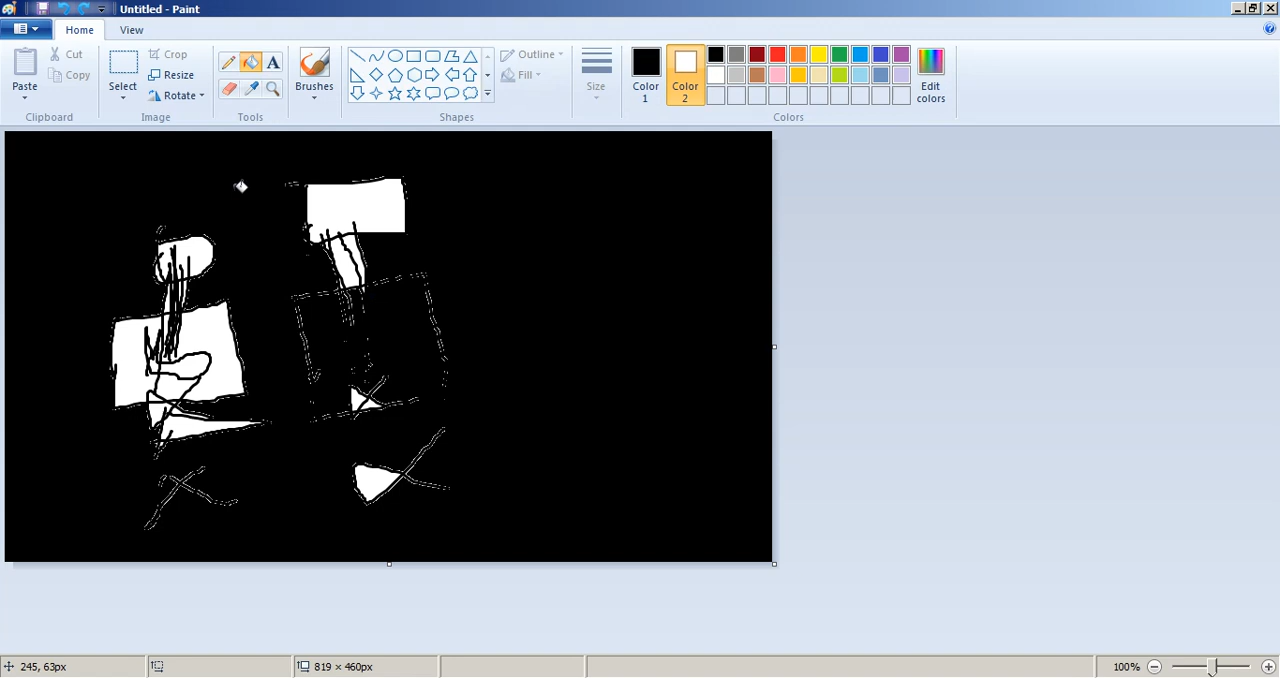 Untitled - Paint
Home View
Cut
Copy
Paste
Clipboard
Select
Crop
Resize
Rotate
Image
A
Tools
Brushes
Outline
Fill
Shapes
Size
Color
1
Color
2
Edit
colors
Colors
245, 63px
819 × 460px
100%